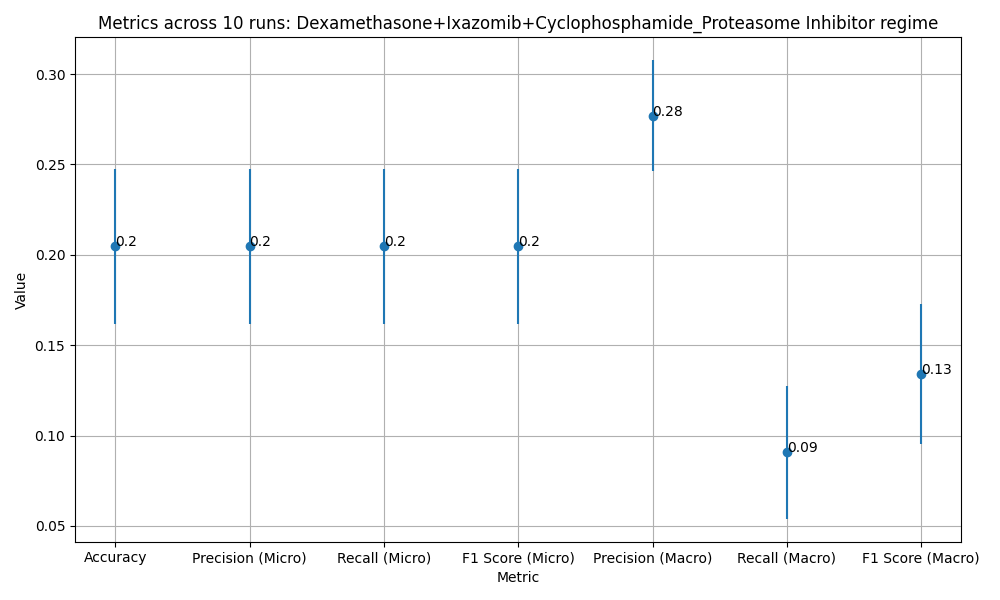 Metrics across 10 runs: Dexamethasone+Ixazomib+Cyclophosphamide_Proteasome Inhibitor regime
Value
0.30
0.25
0.20
0.15
0.10
0.05
0.2
0.2
0.2
0.2
0.28
0.09
0.13
Accuracy
Precision (Micro)
Recall (Micro)
F1 Score (Micro)
Precision (Macro)
Recall (Macro)
F1 Score (Macro)
Metric